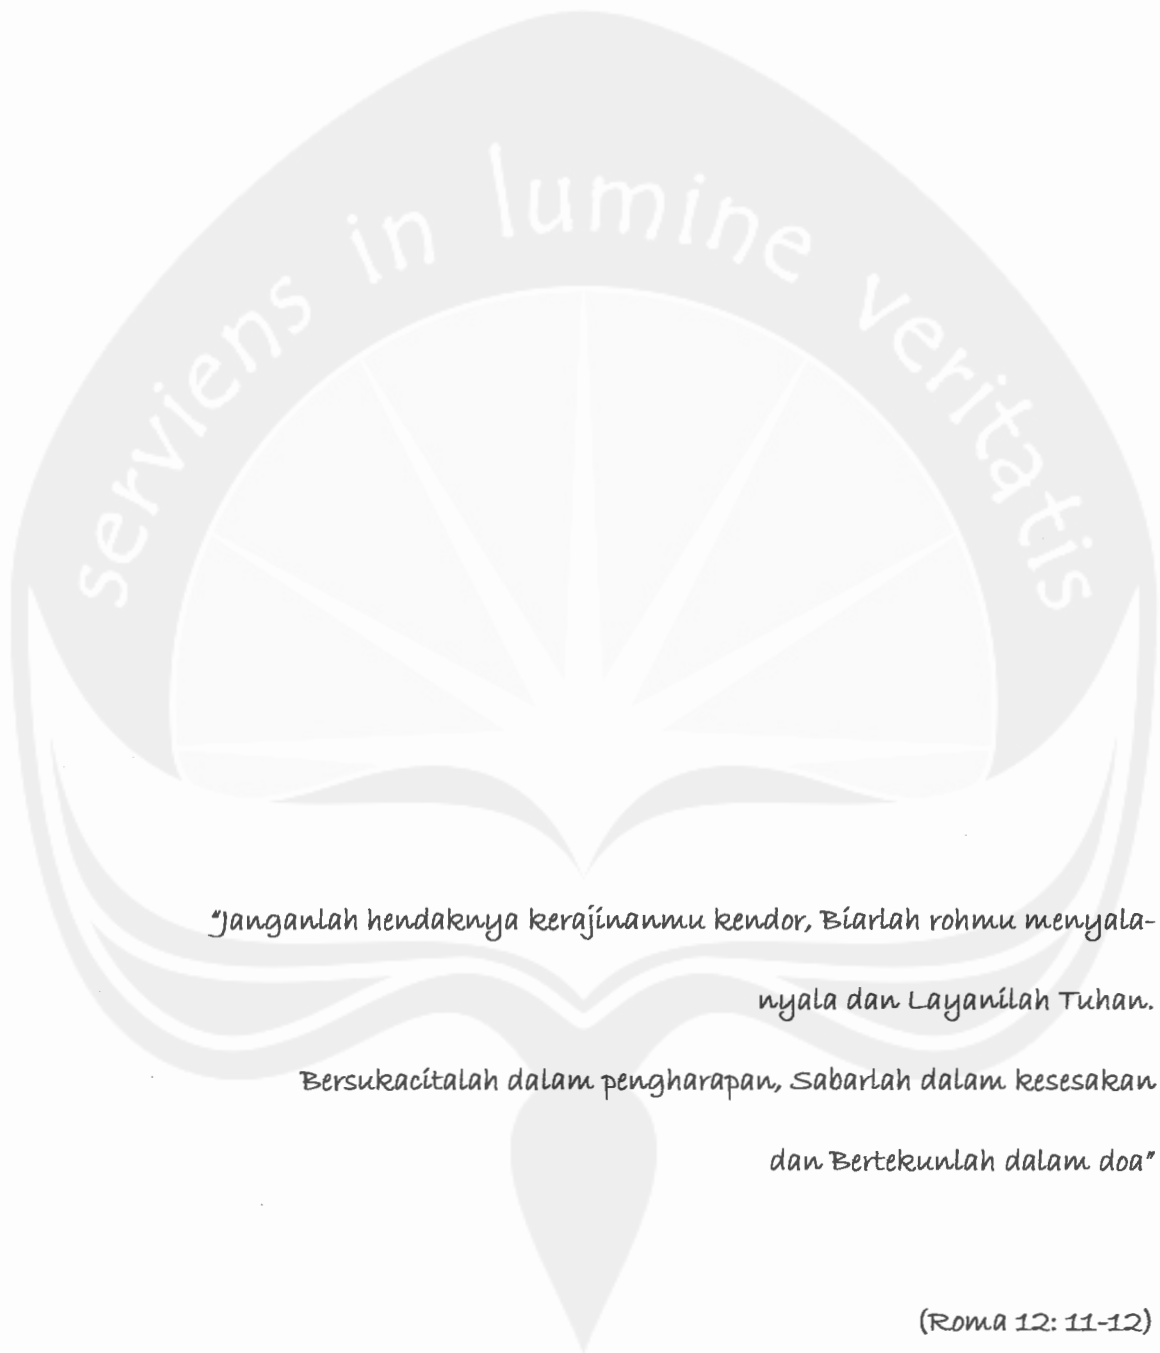 serviens in lumine veritatis
"Janganlah hendaknya kerajinanmu kendor, Biarlah rohmu menyala-
nyala dan Layanilah Tuhan.
Bersukacitalah dalam pengharapan, Sabarlah dalam kesesakan
dan Bertekunlah dalam doa"
(Roma 12: 11-12)